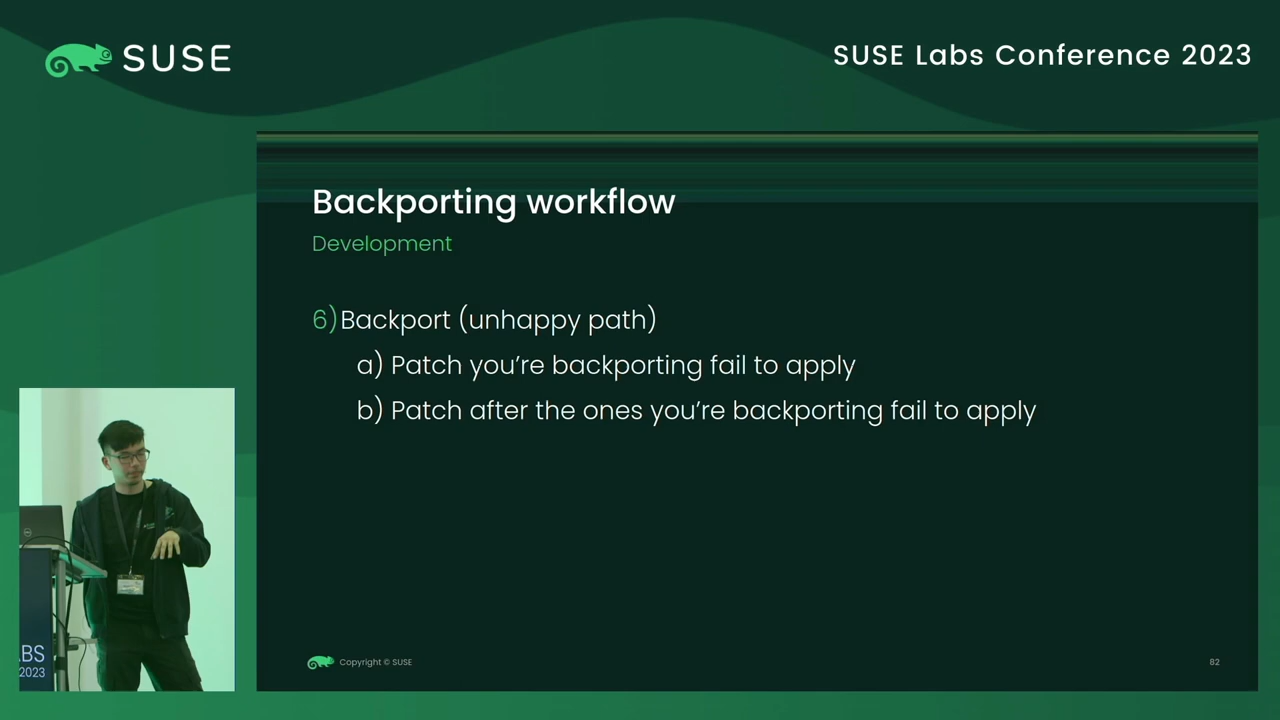 SUSE
SUSE Labs Conference 2023
Backporting workflow
Development
6) Backport (unhappy path)
a) Patch you’re backporting fail to apply
b) Patch after the ones you’re backporting fail to apply
ABS
2023
Copyright © SUSE
82